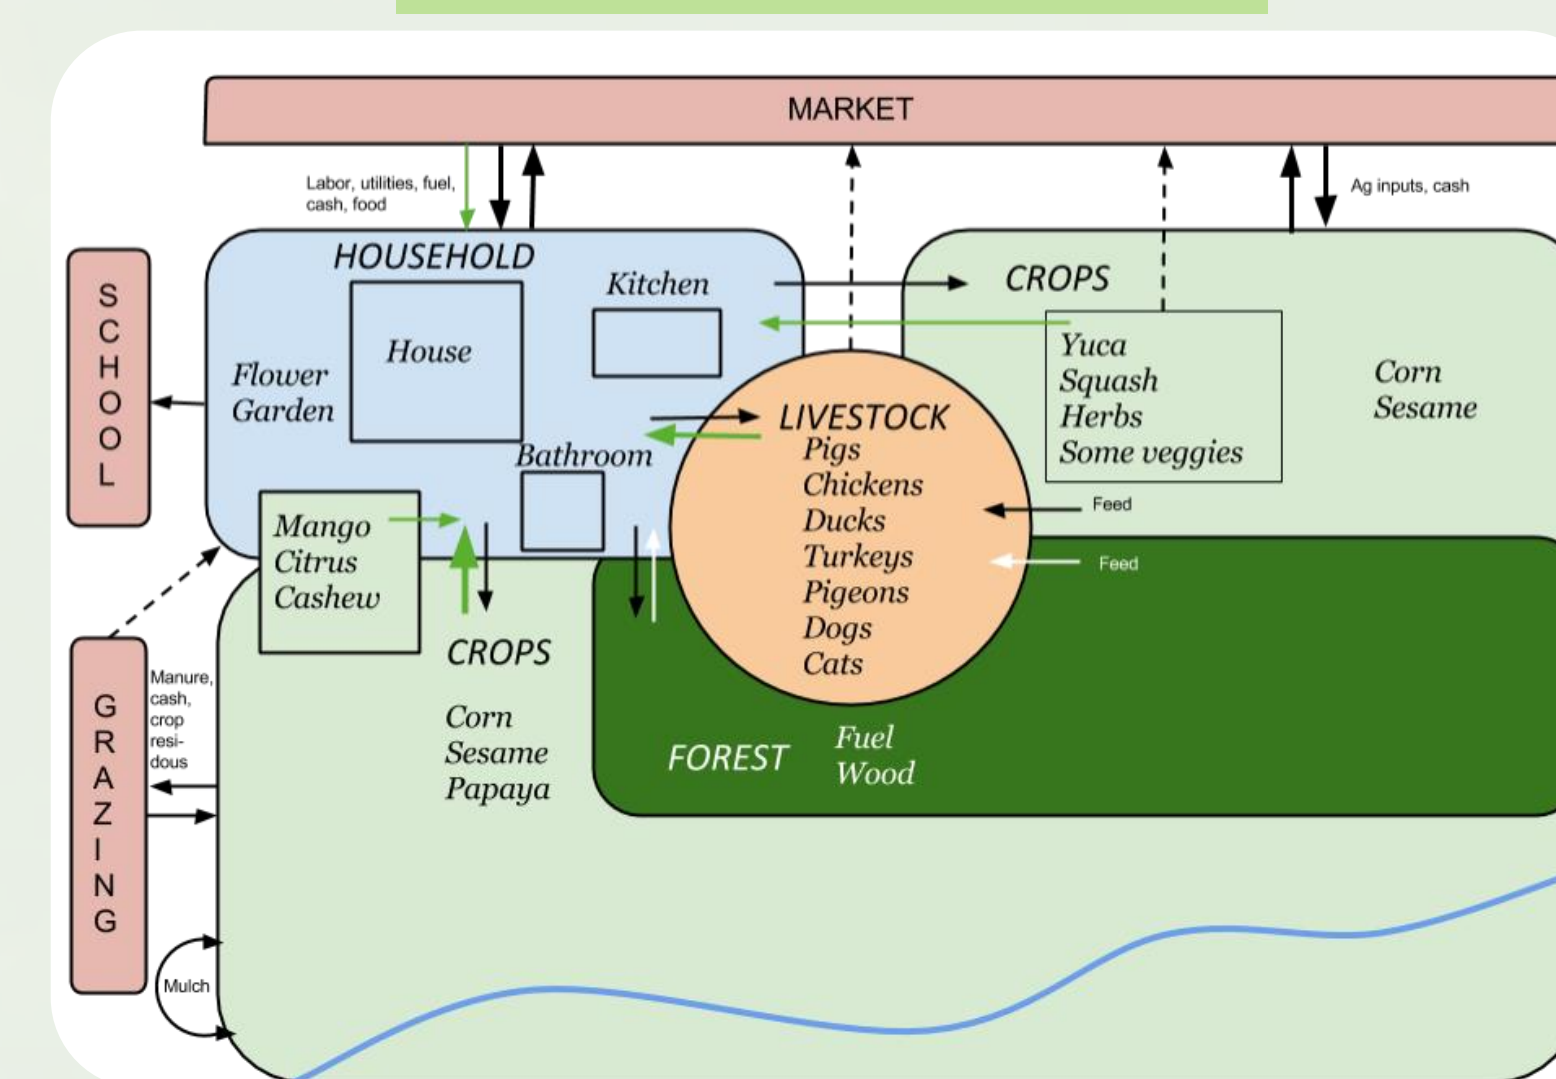 MARKET
Labor, utilities, fuel,
cash, food
Ag inputs, cash
SCHOOL
HOUSEHOLD
House
Kitchen
Flower
Garden
Bathroom
Mango
Citrus
Cashew
CROPS
Yuca
Squash
Herbs
Some veggies
Corn
Sesame
LIVESTOCK
Pigs
Chickens
Ducks
Turkeys
Pigeons
Dogs
Cats
Feed
Feed
GRAZING
Manure,
cash,
crop
resi-
dous
CROPS
Corn
Sesame
Papaya
FOREST
Fuel
Wood
Mulch